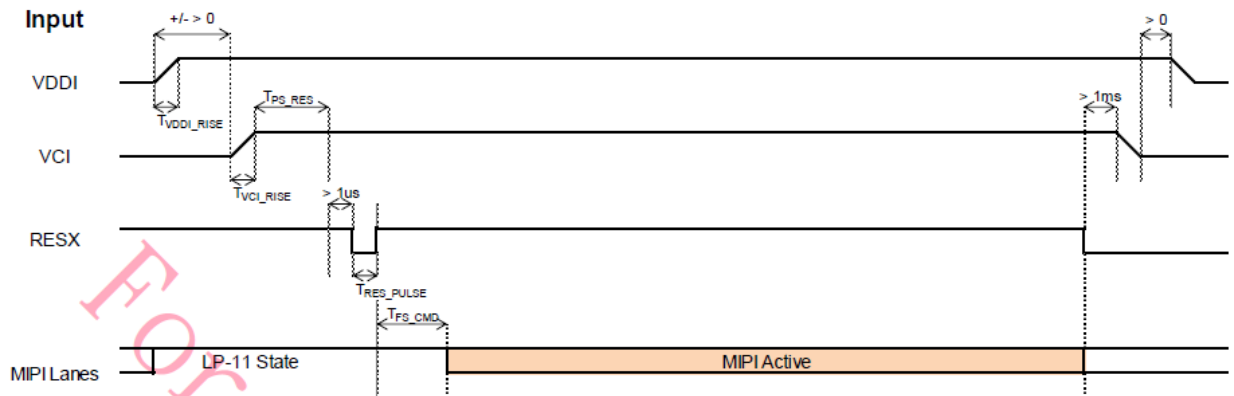 Input
+/- > 0
> 0
VDDI
TVDDI_RISE
TPS_RES
> 1ms
VCI
TVCI_RISE
> 1us
RESX
TRES_PULSE
TFS_CMD
LP-11 State
MIPI Active
MIPI Lanes
For